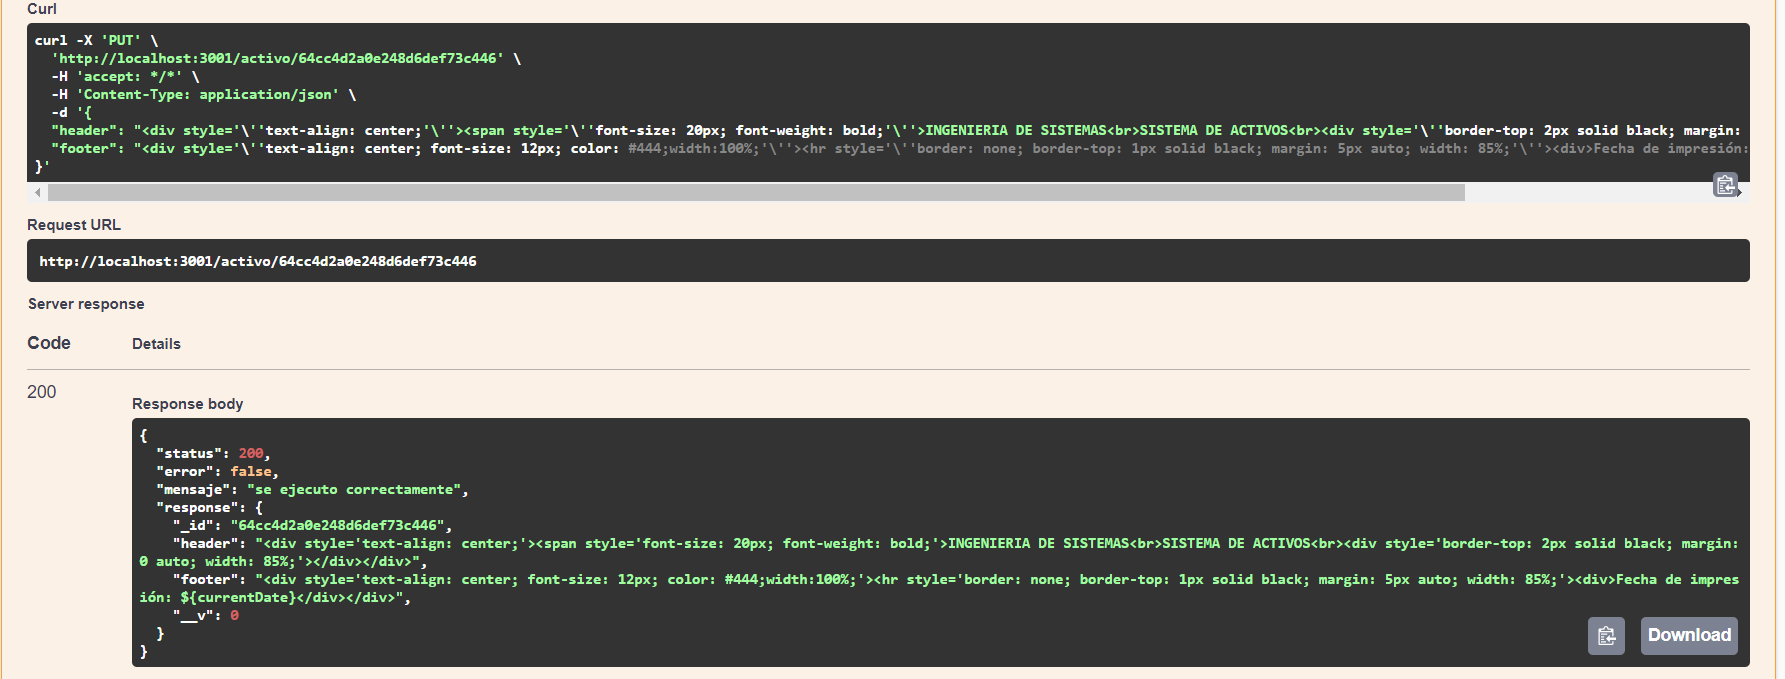 Curl
curl -X 'PUT' \
'http://localhost:3001/activo/64cc4d2a0e248d6def73c446' \
-H 'accept: */*' \
-H 'Content-Type: application/json' \
-d '{
"header": "<div style='\''text-align: center;'\''><span style='\''font-size: 20px; font-weight: bold;'\''>INGENIERIA DE SISTEMAS<br>SISTEMA DE ACTIVOS<br><div style='\''border-top: 2px solid black; margin:
"footer": "<div style='\''text-align: center; font-size: 12px; color: #444;width:100%;'\''><hr style='\''border: none; border-top: 1px solid black; margin: 5px auto; width: 85%;'\''><div>Fecha de impresión:
}'
Request URL
http://localhost:3001/activo/64cc4d2a0e248d6def73c446
Server response
Code Details
200
Response body
{
"status": 200,
"error": false,
"mensaje": "se ejecuto correctamente",
"response": {
"_id": "64cc4d2a0e248d6def73c446",
"header": "<div style='text-align: center;'><span style='font-size: 20px; font-weight: bold;'>INGENIERIA DE SISTEMAS<br>SISTEMA DE ACTIVOS<br><div style='border-top: 2px solid black; margin:
0 auto; width: 85%;'></div></div>",
"footer": "<div style='text-align: center; font-size: 12px; color: #444;width:100%;'><hr style='border: none; border-top: 1px solid black; margin: 5px auto; width: 85%;'><div>Fecha de impres
ión: ${currentDate}</div></div>",
"__v": 0
}
}
Download